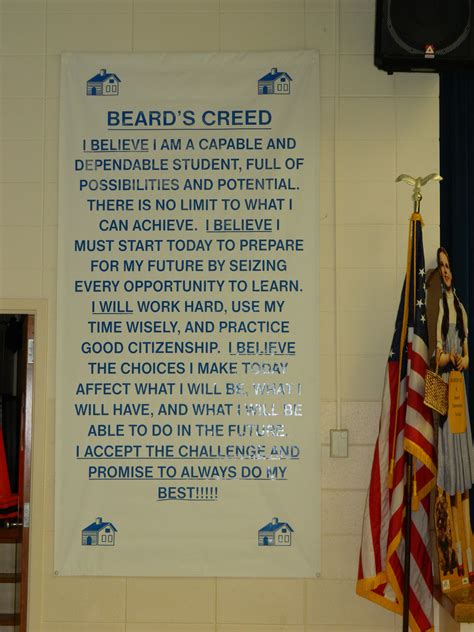 BEARD'S CREED
I BELIEVE I AM A CAPABLE AND
DEPENDABLE STUDENT, FULL OF
POSSIBILITIES AND POTENTIAL.
THERE IS NO LIMIT TO WHAT I
CAN ACHIEVE. I BELIEVE I
MUST START TODAY TO PREPARE
FOR MY FUTURE BY SEIZING
EVERY OPPORTUNITY TO LEARN.
I WILL WORK HARD, USE MY
TIME WISELY, AND PRACTICE
GOOD CITIZENSHIP. I BELIEVE
THE CHOICES I MAKE TODAY
AFFECT WHAT I WILL BE, WHAT I
WILL HAVE, AND WHAT I WILL BE
ABLE TO DO IN THE FUTURE.
I ACCEPT THE CHALLENGE AND
PROMISE TO ALWAYS DO MY
BEST!!!!!